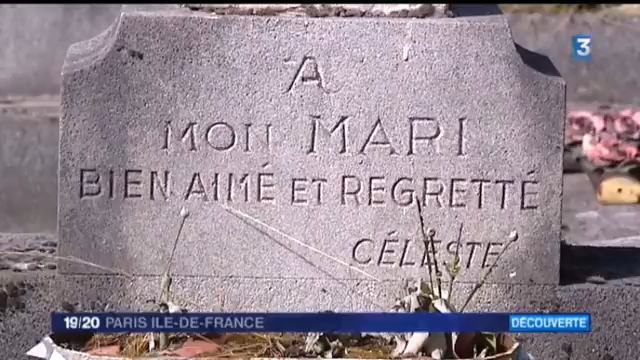 3
A
MON MARI
BIEN AIMÉ ET REGRETTÉ
CÉLESTE
19/20 PARIS ILE-DE-FRANCE
DÉCOUVERTE